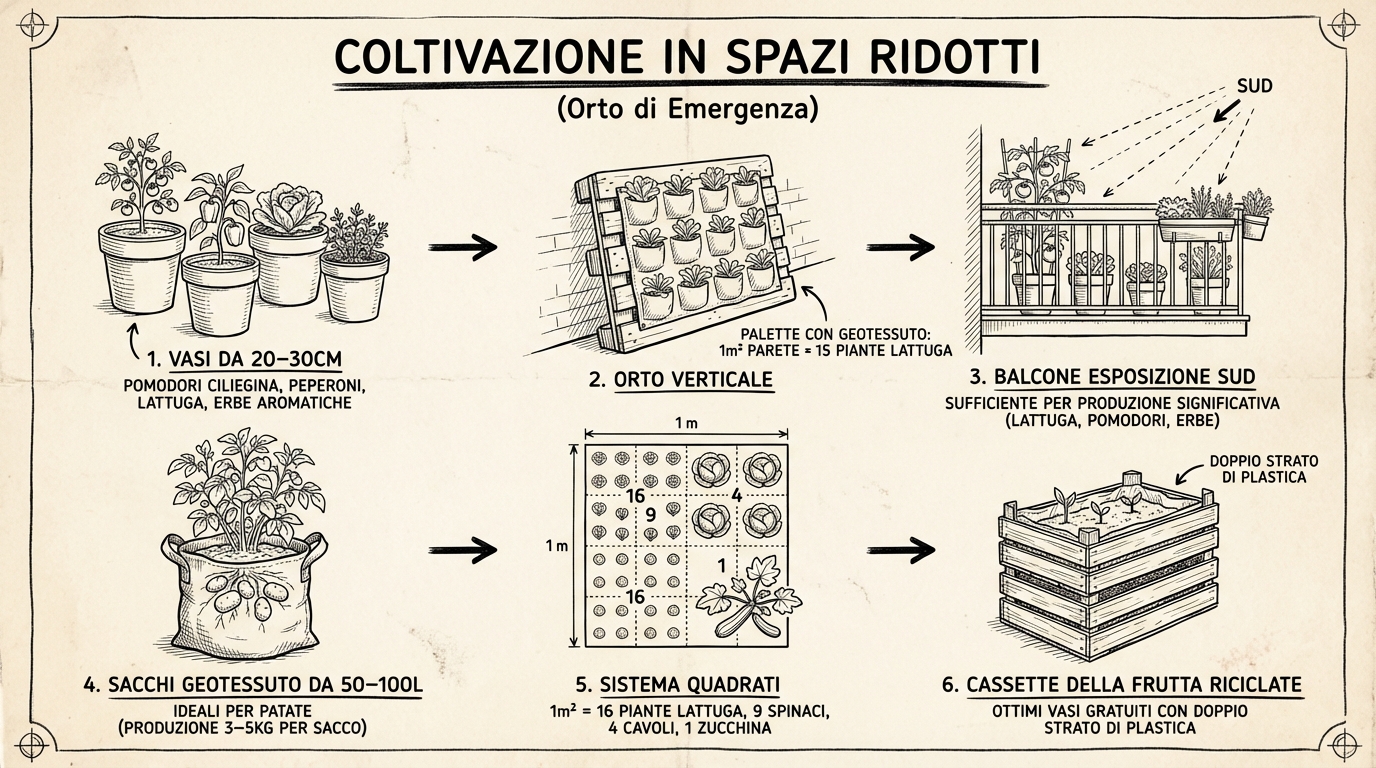 COLTIVAZIONE IN SPAZI RIDOTTI
(Orto di Emergenza)
1. VASI DA 20–30CM
POMODORI CILIEGINA, PEPERONI,
LATTUGA, ERBE AROMATICHE
PALETTE CON GEOTESSUTO:
1m² PARETE = 15 PIANTE LATTUGA
2. ORTO VERTICALE
SUD
3. BALCONE ESPOSIZIONE SUD
SUFFICIENTE PER PRODUZIONE SIGNIFICATIVA
(LATTUGA, POMODORI, ERBE)
4. SACCHI GEOTESSUTO DA 50–100L
IDEALI PER PATATE
(PRODUZIONE 3–5KG PER SACCO)
1 m
1 m
16
4
9
1
16
5. SISTEMA QUADRATI
1m² = 16 PIANTE LATTUGA, 9 SPINACI,
4 CAVOLI, 1 ZUCCHINA
DOPPIO STRATO
DI PLASTICA
6. CASSETTE DELLA FRUTTA RICICLATE
OTTIMI VASI GRATUITI CON DOPPIO
STRATO DI PLASTICA